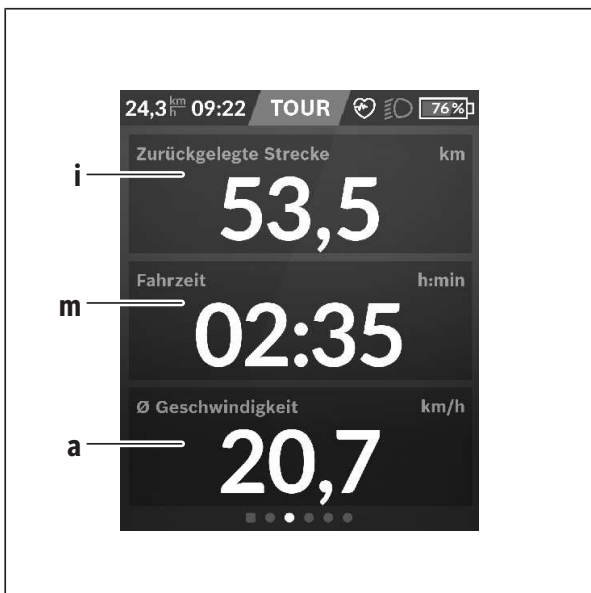 24,3 km/h 09:22 TOUR 76%
i
Zurückgelegte Strecke km
53,5
m
Fahrzeit h:min
02:35
a
Ø Geschwindigkeit km/h
20,7